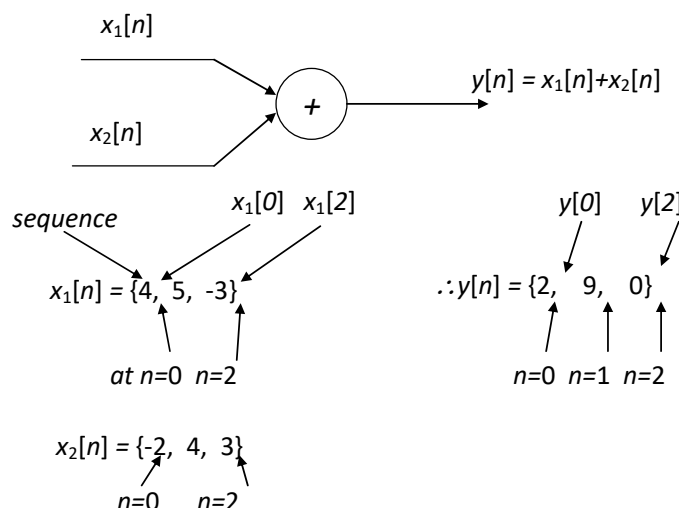 x₁[n]
y[n] = x₁[n]+x₂[n]
+
x₂[n]
x₁[0] x₁[2]
sequence
x₁[n] = {4, 5, -3}
at n=0 n=2
x₂[n] = {-2, 4, 3}
n=0 n=2
y[0] y[2]
∴y[n] = {2, 9, 0}
n=0 n=1 n=2